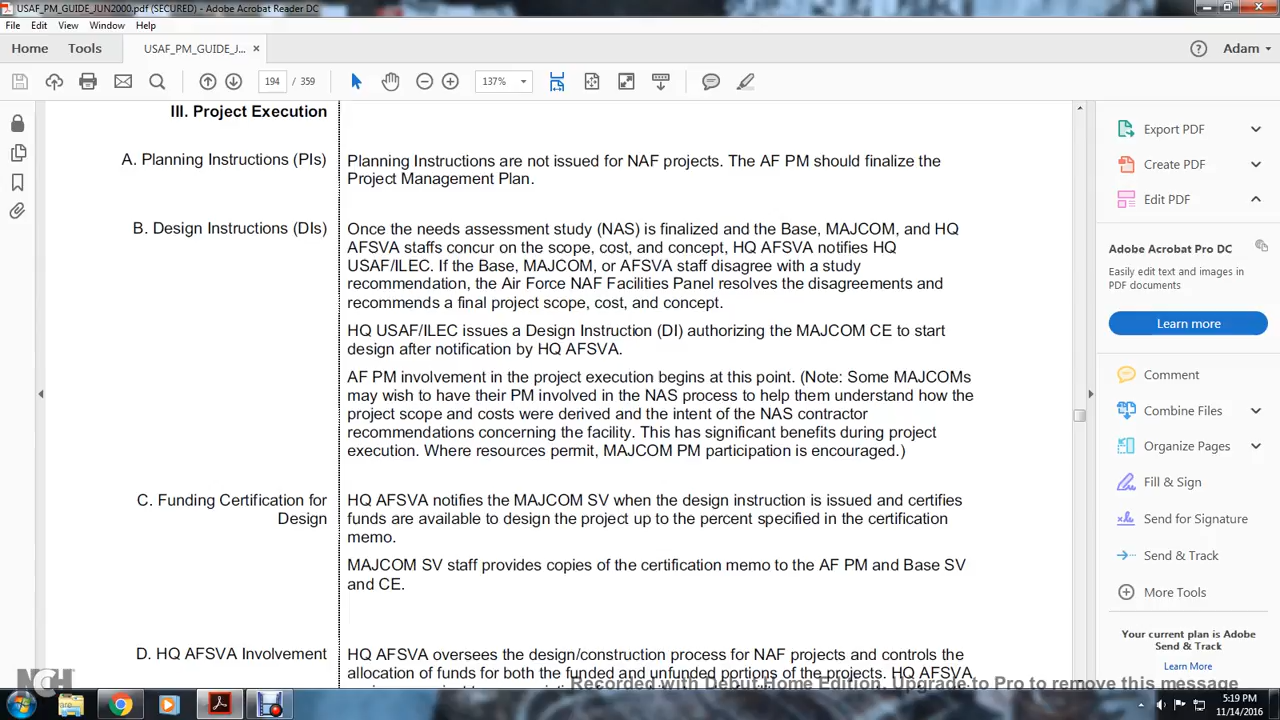 USAF_PM_GUIDE_JUN2000.pdf (SECURED) - Adobe Acrobat Reader DC
File Edit View Window Help
Home Tools USAF_PM_GUIDE_J... × Adam
194 / 359 137%
III. Project Execution
A. Planning Instructions (PIs)
Planning Instructions are not issued for NAF projects. The AF PM should finalize the
Project Management Plan.
B. Design Instructions (DIs)
Once the needs assessment study (NAS) is finalized and the Base, MAJCOM, and HQ
AFSVA staffs concur on the scope, cost, and concept, HQ AFSVA notifies HQ
USAF/ILEC. If the Base, MAJCOM, or AFSVA staff disagree with a study
recommendation, the Air Force NAF Facilities Panel resolves the disagreements and
recommends a final project scope, cost, and concept.
HQ USAF/ILEC issues a Design Instruction (DI) authorizing the MAJCOM CE to start
design after notification by HQ AFSVA.
AF PM involvement in the project execution begins at this point. (Note: Some MAJCOMs
may wish to have their PM involved in the NAS process to help them understand how the
project scope and costs were derived and the intent of the NAS contractor
recommendations concerning the facility. This has significant benefits during project
execution. Where resources permit, MAJCOM PM participation is encouraged.)
C. Funding Certification for
Design
HQ AFSVA notifies the MAJCOM SV when the design instruction is issued and certifies
funds are available to design the project up to the percent specified in the certification
memo.
MAJCOM SV staff provides copies of the certification memo to the AF PM and Base SV
and CE.
D. HQ AFSVA Involvement
HQ AFSVA oversees the design/construction process for NAF projects and controls the
allocation of funds for both the funded and unfunded portions of the projects. HQ AFSVA
Export PDF
Create PDF
Edit PDF
Adobe Acrobat Pro DC
Easily edit text and images in
PDF documents
Learn more
Comment
Combine Files
Organize Pages
Fill & Sign
Send for Signature
Send & Track
More Tools
Your current plan is Adobe
Send & Track
Learn More
NCH
Recorded with Debut Home Edition. Upgrade to Pro to remove this message
5:19 PM
11/14/2016